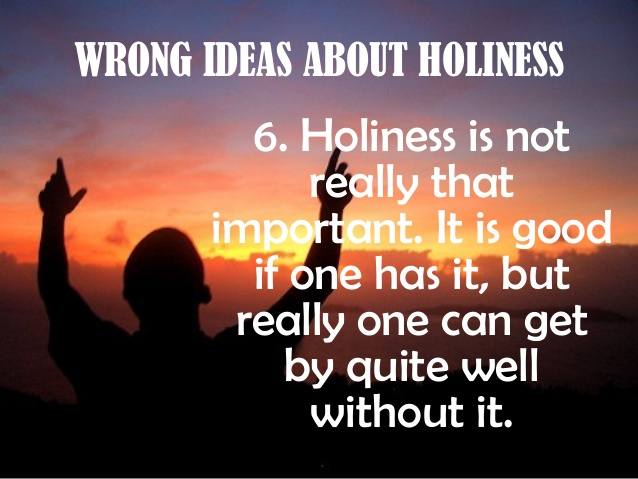 WRONG IDEAS ABOUT HOLINESS
6. Holiness is not
really that
important. It is good
if one has it, but
really one can get
by quite well
without it.